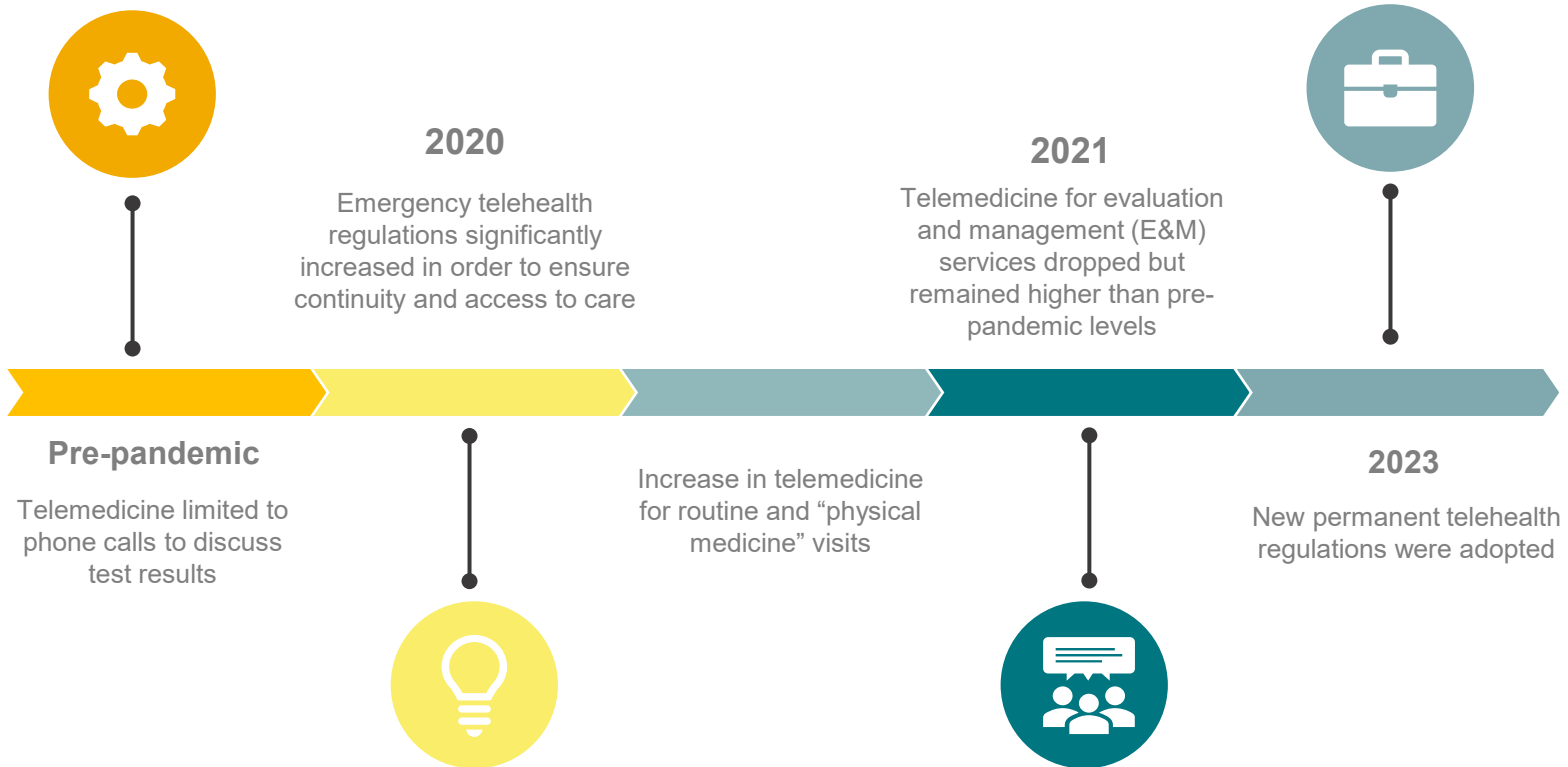 Pre-pandemic
Telemedicine limited to
phone calls to discuss
test results
2020
Emergency telehealth
regulations significantly
increased in order to ensure
continuity and access to care
Increase in telemedicine
for routine and “physical
medicine” visits
2021
Telemedicine for evaluation
and management (E&M)
services dropped but
remained higher than pre-
pandemic levels
2023
New permanent telehealth
regulations were adopted